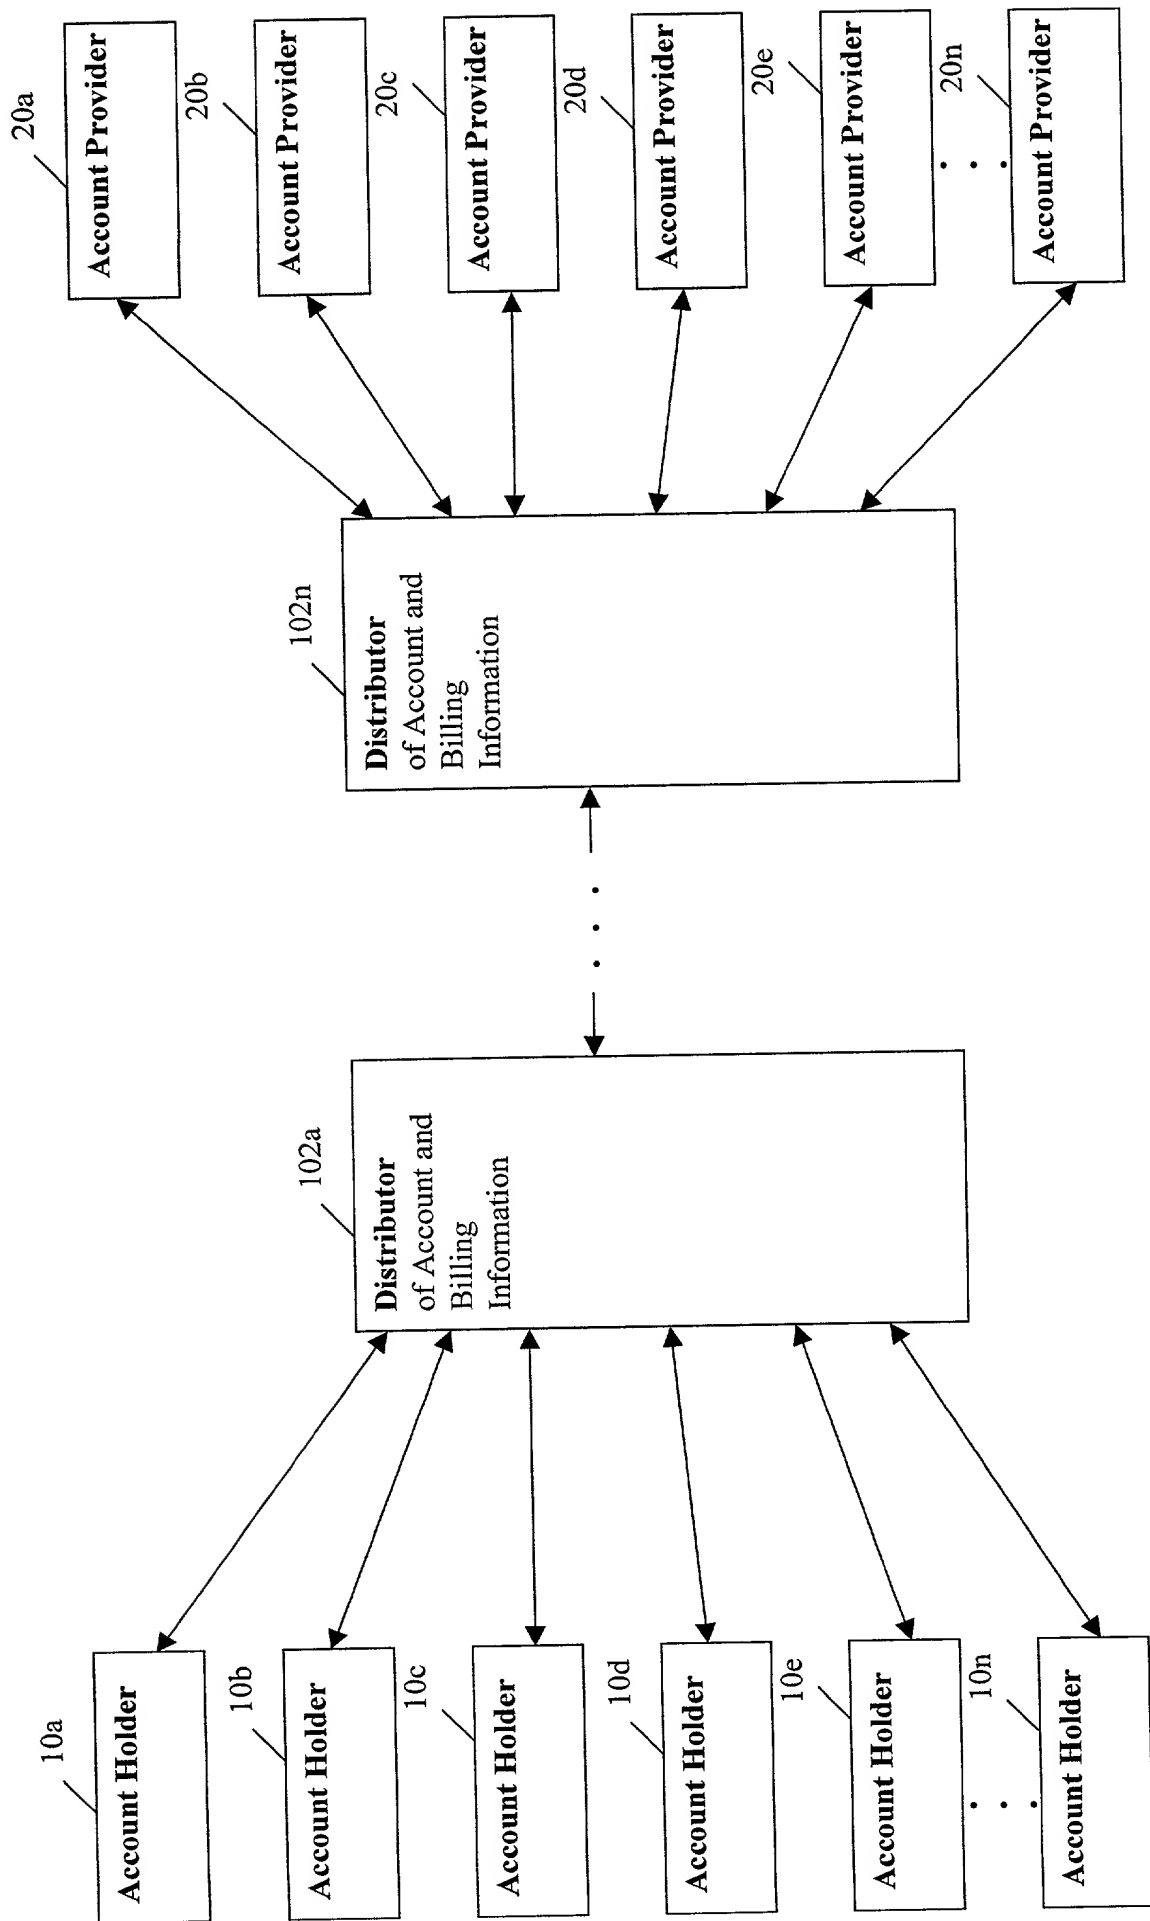 10a
Account Holder
10b
Account Holder
10c
Account Holder
10d
Account Holder
10e
Account Holder
. . .
10n
Account Holder
102a
Distributor
of Account and
Billing
Information
. . .
102n
Distributor
of Account and
Billing
Information
20a
Account Provider
20b
Account Provider
20c
Account Provider
20d
Account Provider
20e
Account Provider
. . .
20n
Account Provider